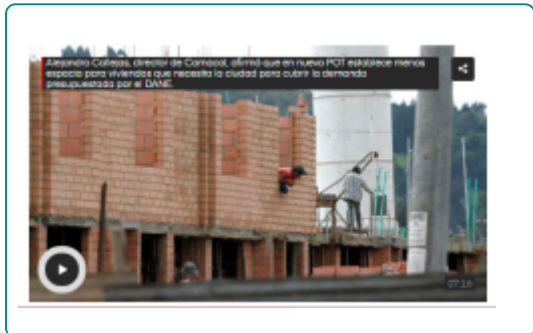 Alejandro Callejas, director de Camacol, afirmó que en nuevo POT establece menos
espacio para viviendas que necesita la ciudad para cubrir la demanda
presupuestada por el DANE.
07:16